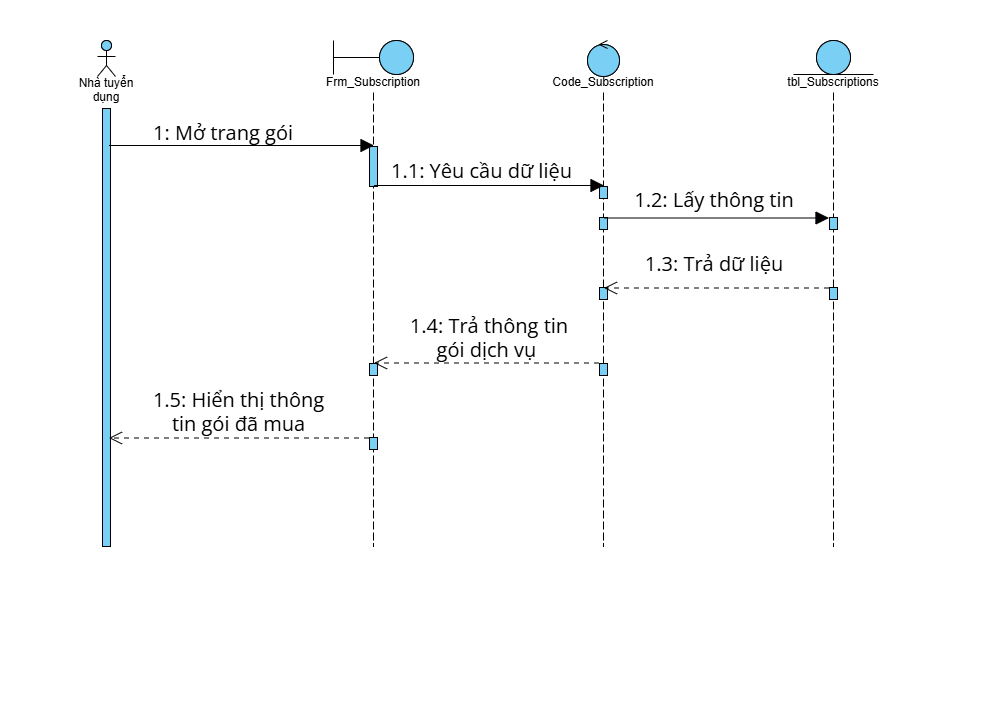 Nhà tuyển
dụng
Frm_Subscription
Code_Subscription
tbl_Subscriptions
1: Mở trang gói
1.1: Yêu cầu dữ liệu
1.2: Lấy thông tin
1.3: Trả dữ liệu
1.4: Trả thông tin
gói dịch vụ
1.5: Hiển thị thông
tin gói đã mua